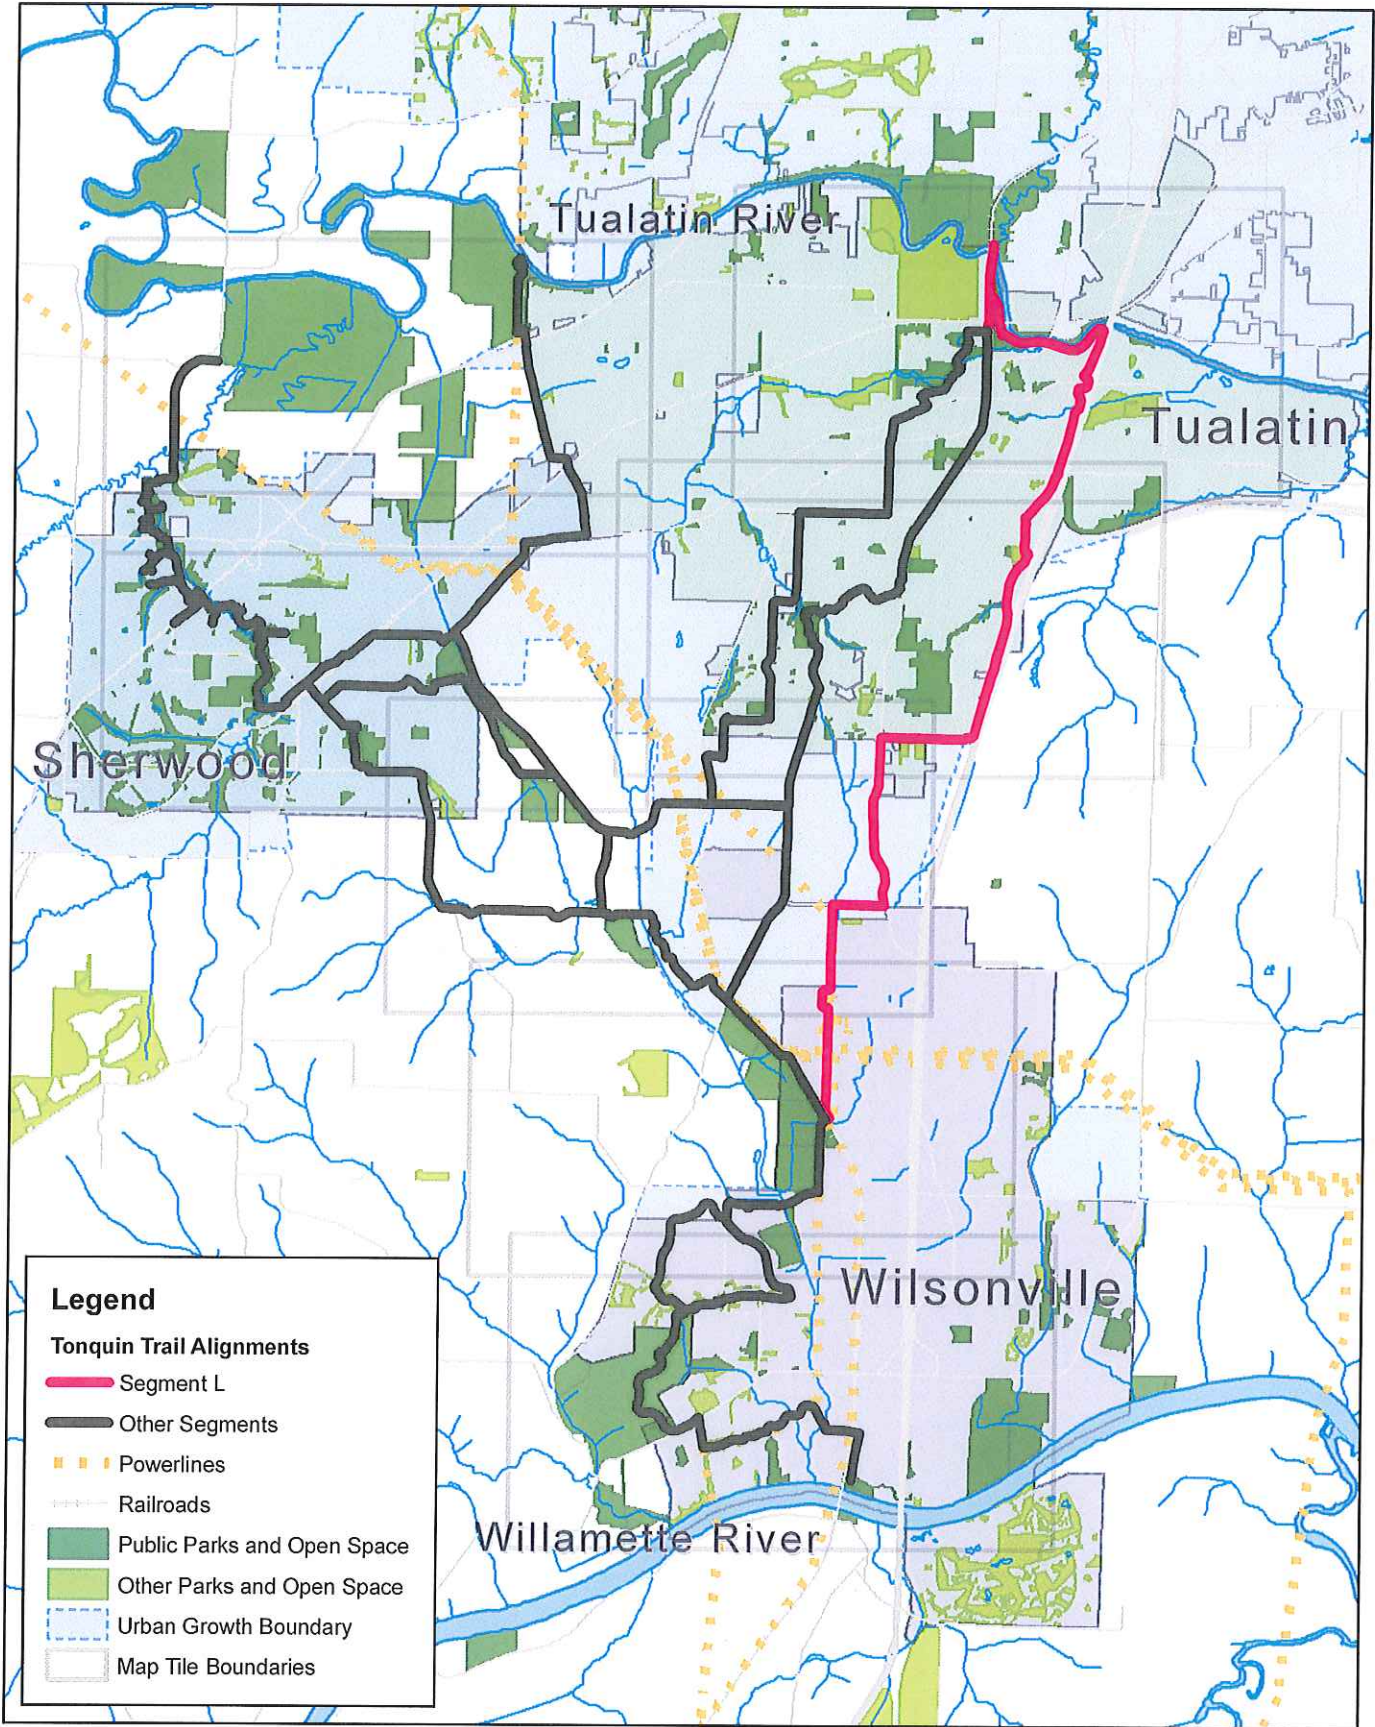 Tualatin River
Tualatin
Sherwood
Wilsonville
Willamette River
Legend
Tonquin Trail Alignments
Segment L
Other Segments
Powerlines
Railroads
Public Parks and Open Space
Other Parks and Open Space
Urban Growth Boundary
Map Tile Boundaries